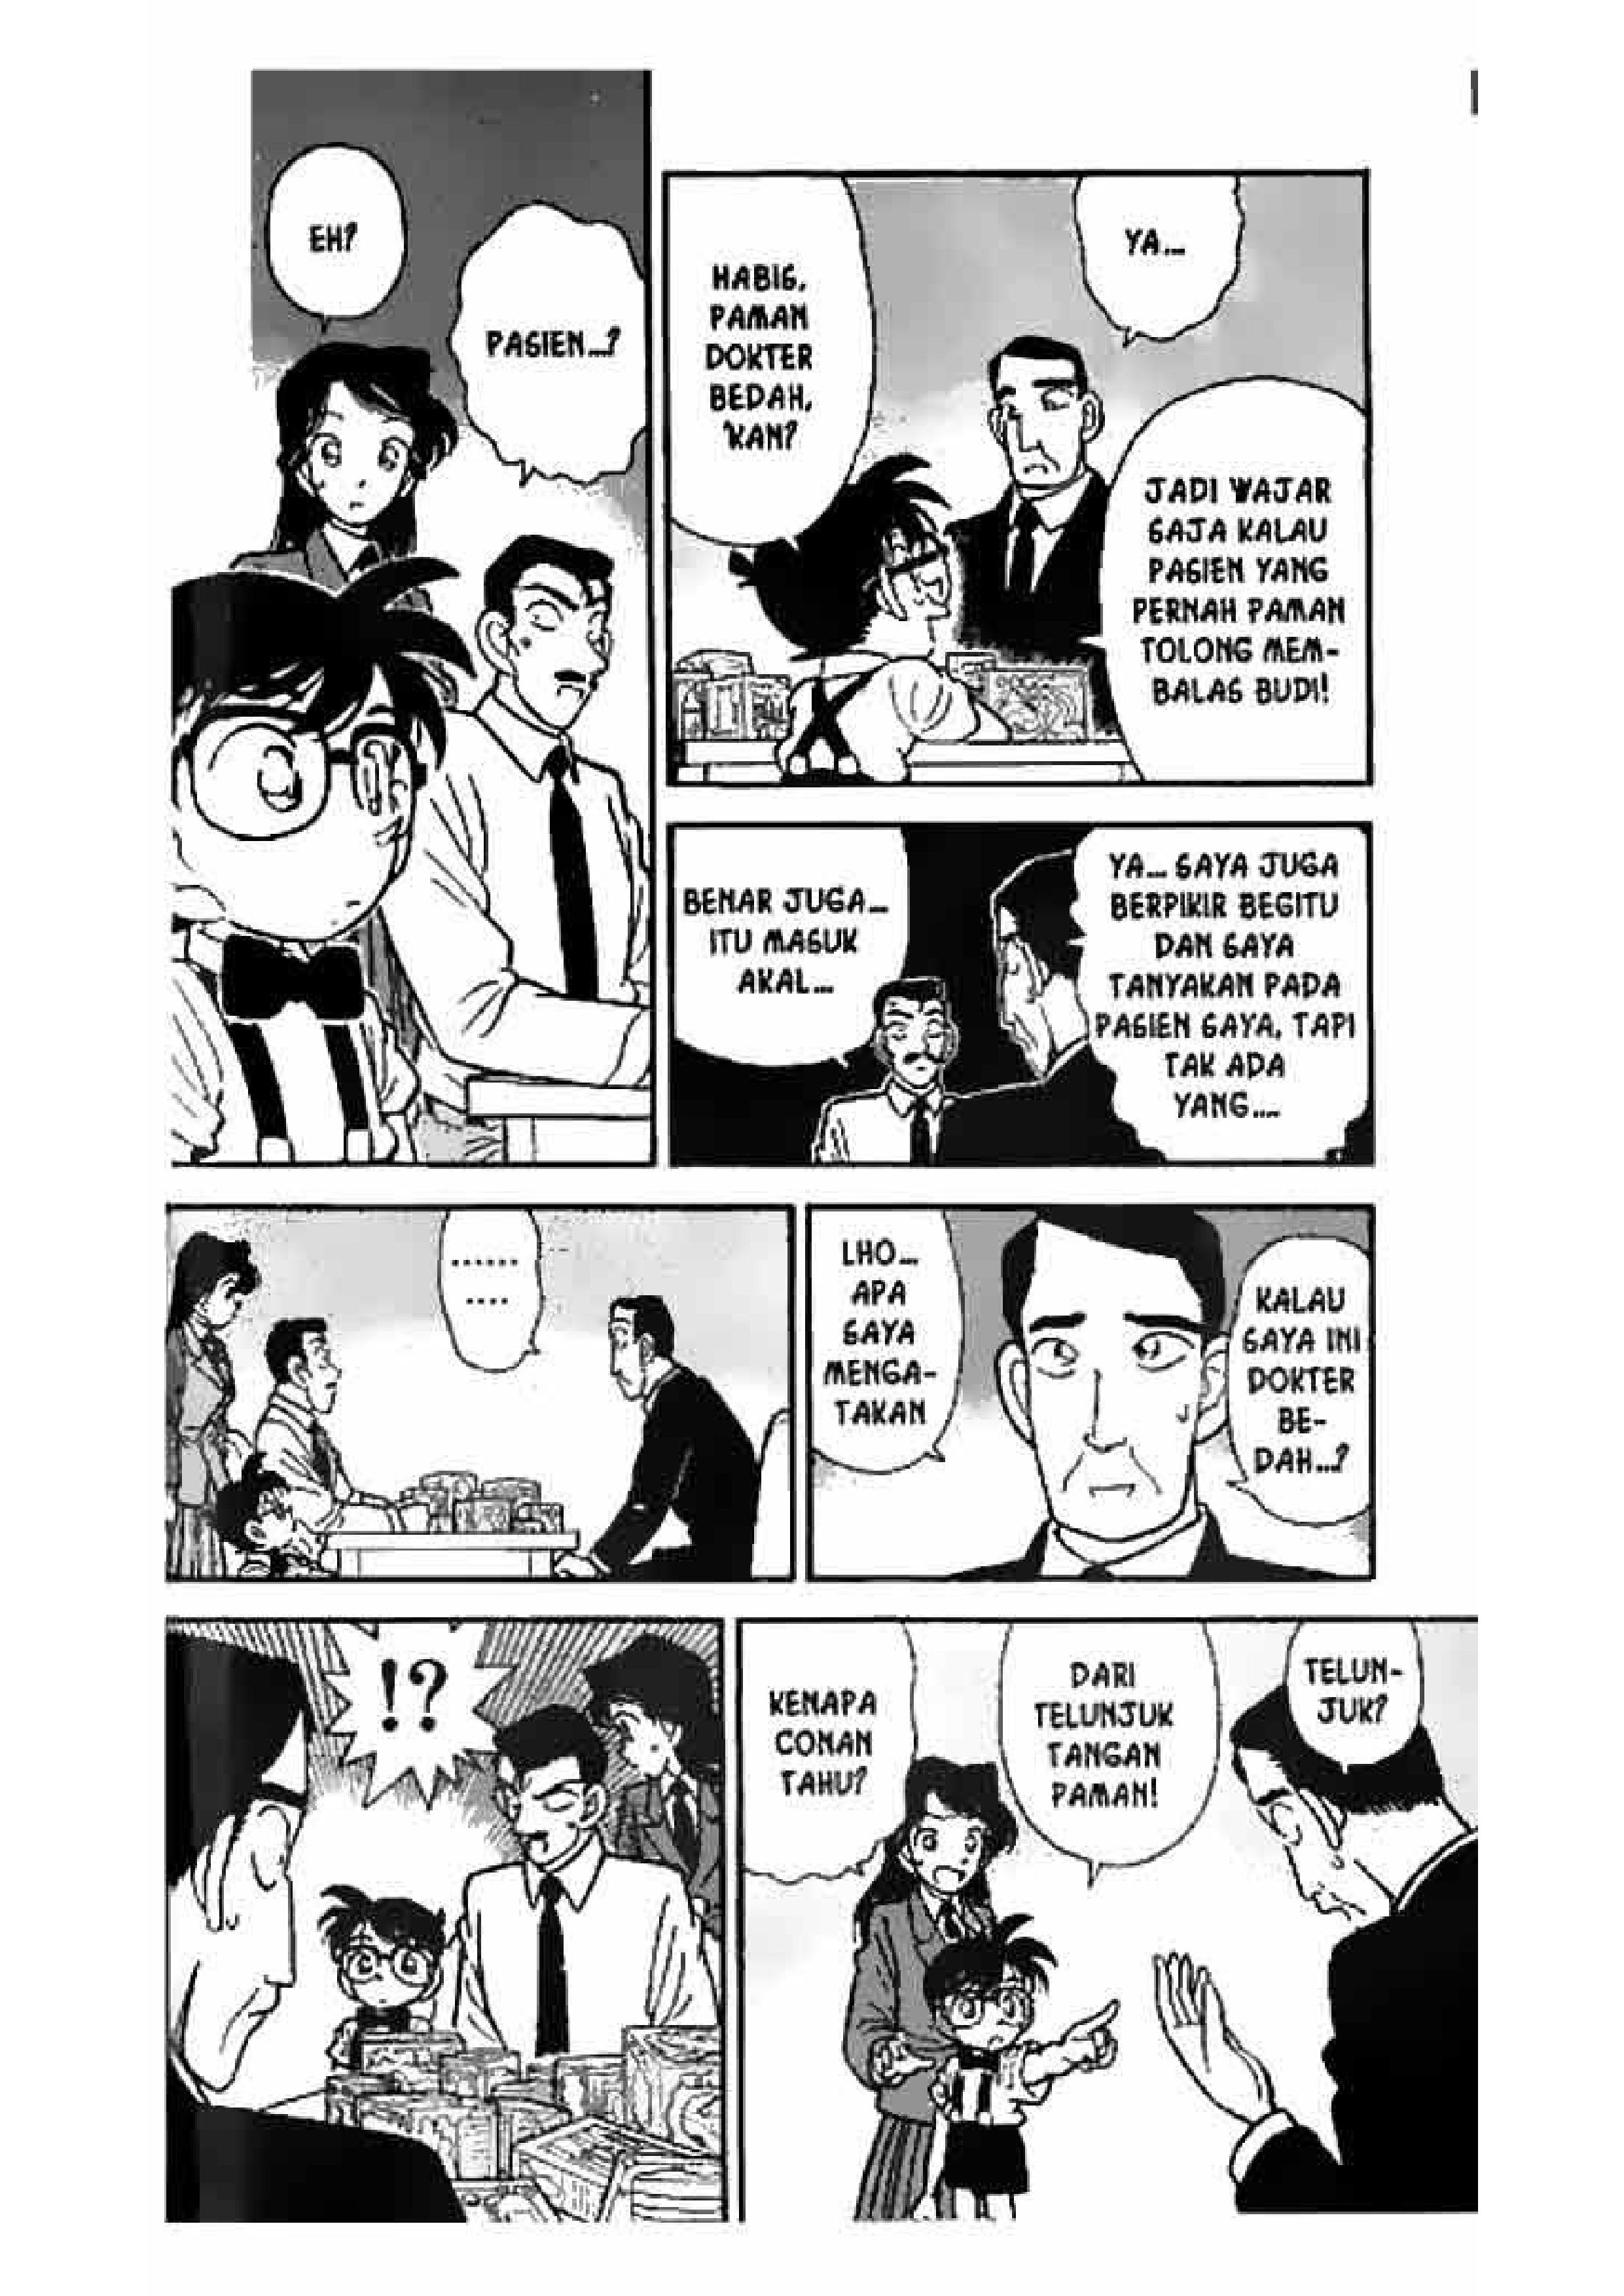 EH?
PASIEN...?
HABIS,
PAMAN
DOKTER
BEDAH,
'KAN?
YA...
JADI WAJAR
SAJA KALAU
PASIEN YANG
PERNAH PAMAN
TOLONG MEM-
BALAS BUDI!
BENAR JUGA...
ITU MASUK
AKAL...
YA... SAYA JUGA
BERPIKIR BEGITU
DAN SAYA
TANYAKAN PADA
PASIEN SAYA, TAPI
TAK ADA
YANG....
......
....
LHO...
APA
SAYA
MENGA-
TAKAN
KALAU
SAYA INI
DOKTER
BE-
DAH...?
!?
KENAPA
CONAN
TAHU?
DARI
TELUNJUK
TANGAN
PAMAN!
TELUN-
JUK?